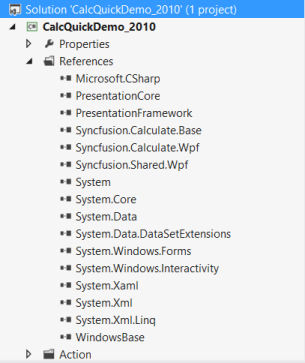 Solution 'CalcQuickDemo_2010' (1 project)
CalcQuickDemo_2010
Properties
References
Microsoft.CSharp
PresentationCore
PresentationFramework
Syncfusion.Calculate.Base
Syncfusion.Calculate.Wpf
Syncfusion.Shared.Wpf
System
System.Core
System.Data
System.Data.DataSetExtensions
System.Windows.Forms
System.Windows.Interactivity
System.Xaml
System.Xml
System.Xml.Linq
WindowsBase
Action